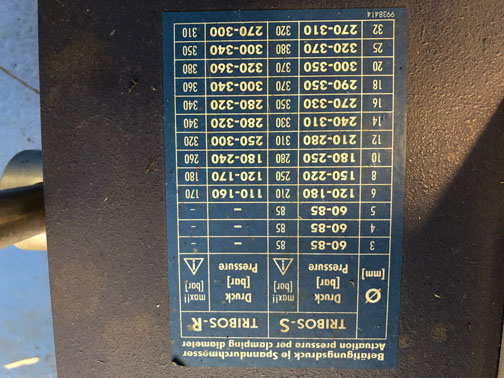 Betätigungsdruck je Spanndurchmesser
Actuation pressure per clamping diameter
TRIBOS-S TRIBOS-R
Ø [mm] Druck [bar] Pressure max!! [bar] Druck [bar] Pressure max!! [bar]
3 60-85 85 – –
4 60-85 85 – –
5 60-85 85 – –
6 120-180 210 110-160 170
8 150-220 250 120-170 180
10 180-250 280 180-240 260
12 210-280 310 250-300 320
14 240-310 330 280-320 340
16 270-330 350 280-320 340
18 290-350 370 300-340 360
20 300-350 370 320-360 380
25 320-370 380 300-340 350
32 270-310 320 270-300 310
9938414